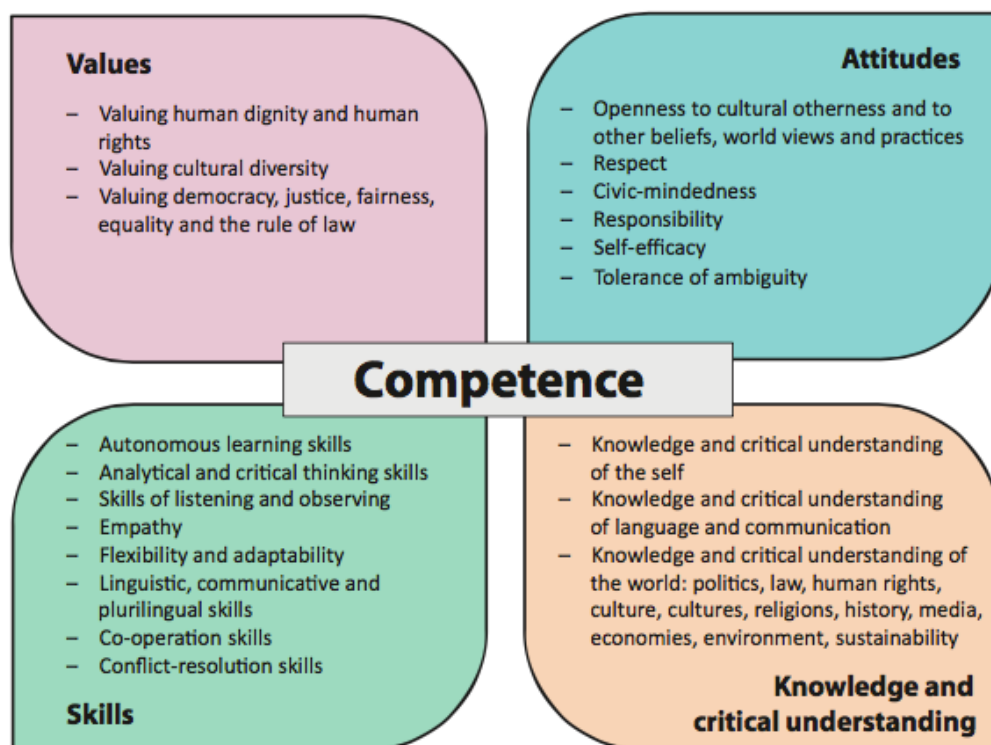 Values
– Valuing human dignity and human
rights
– Valuing cultural diversity
– Valuing democracy, justice, fairness,
equality and the rule of law
Attitudes
– Openness to cultural otherness and to
other beliefs, world views and practices
– Respect
– Civic-mindedness
– Responsibility
– Self-efficacy
– Tolerance of ambiguity
Competence
– Autonomous learning skills
– Analytical and critical thinking skills
– Skills of listening and observing
– Empathy
– Flexibility and adaptability
– Linguistic, communicative and
plurilingual skills
– Co-operation skills
– Conflict-resolution skills
Skills
– Knowledge and critical understanding
of the self
– Knowledge and critical understanding
of language and communication
– Knowledge and critical understanding of
the world: politics, law, human rights,
culture, cultures, religions, history, media,
economies, environment, sustainability
Knowledge and
critical understanding